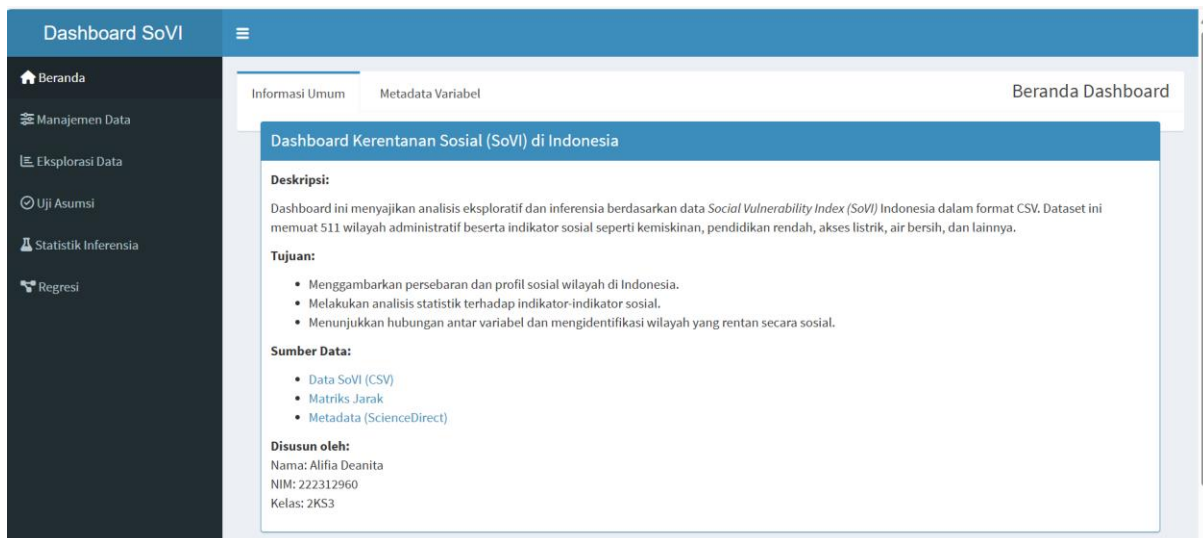 Dashboard SoVI
Beranda
Manajemen Data
Eksplorasi Data
Uji Asumsi
Statistik Inferensia
Regresi
Informasi Umum
Metadata Variabel
Beranda Dashboard
Dashboard Kerentanan Sosial (SoVI) di Indonesia
Deskripsi:
Dashboard ini menyajikan analisis eksploratif dan inferensia berdasarkan data Social Vulnerability Index (SoVI) Indonesia dalam format CSV. Dataset ini
memuat 511 wilayah administratif beserta indikator sosial seperti kemiskinan, pendidikan rendah, akses listrik, air bersih, dan lainnya.
Tujuan:
• Menggambarkan persebaran dan profil sosial wilayah di Indonesia.
• Melakukan analisis statistik terhadap indikator-indikator sosial.
• Menunjukkan hubungan antar variabel dan mengidentifikasi wilayah yang rentan secara sosial.
Sumber Data:
• Data SoVI (CSV)
• Matriks Jarak
• Metadata (ScienceDirect)
Disusun oleh:
Nama: Alifia Deanita
NIM: 222312960
Kelas: 2KS3